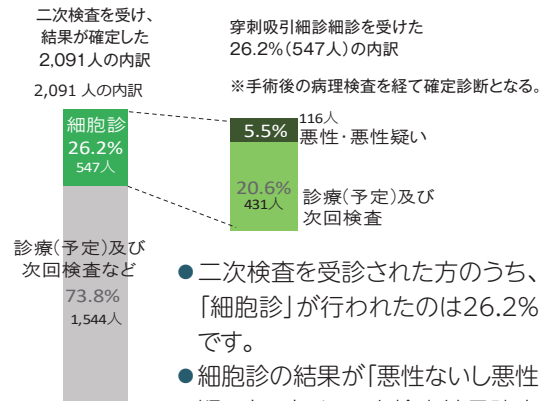 二次検査を受け、
結果が確定した
2,091 人の内訳
2,091 人の内訳
細胞診
26.2%
547人
診療(予定)及び
次回検査など
73.8%
1,544人
穿刺吸引細診細診を受けた
26.2%(547人)の内訳
※手術後の病理検査を経て確定診断となる。
5.5%
116人
悪性・悪性疑い
20.6%
431人
診療(予定)及び
次回検査
●二次検査を受診された方のうち、
「細胞診」が行われたのは26.2%
です。
●細胞診の結果が「悪性ないし悪性